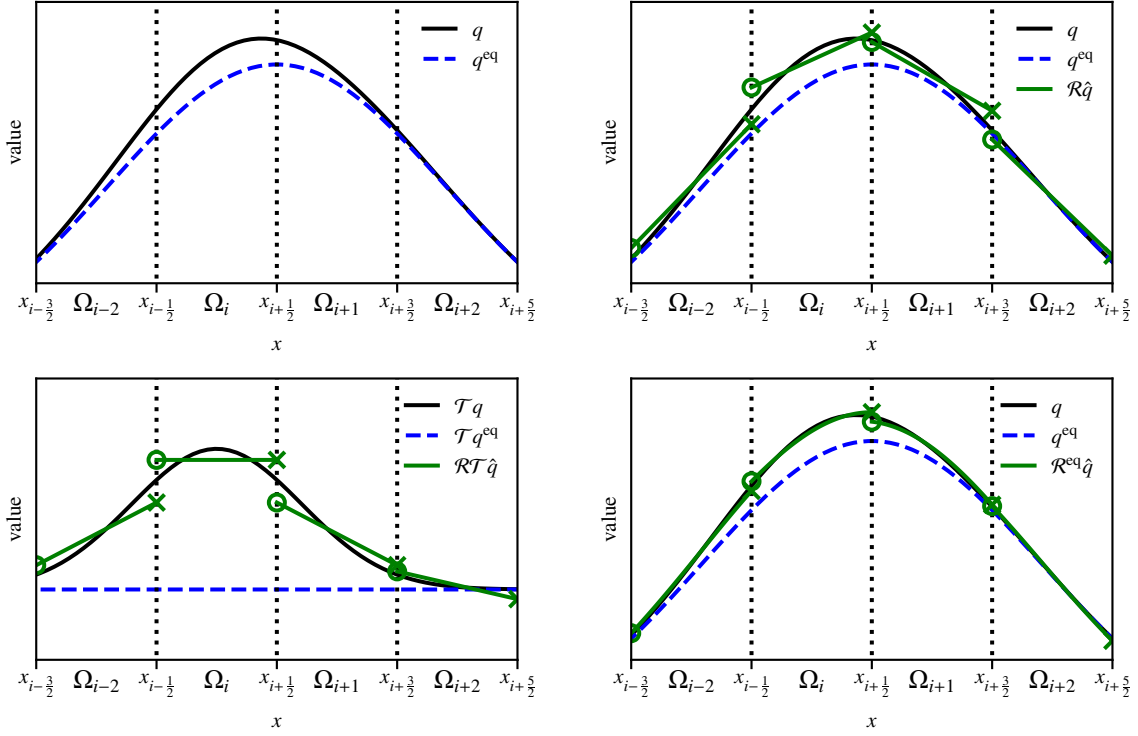 q
q^eq
value
x_{i-3/2} Ω_{i-2} x_{i-1/2} Ω_i x_{i+1/2} Ω_{i+1} x_{i+3/2} Ω_{i+2} x_{i+5/2}
x
q
q^eq
ℛq̂
value
x_{i-3/2} Ω_{i-2} x_{i-1/2} Ω_i x_{i+1/2} Ω_{i+1} x_{i+3/2} Ω_{i+2} x_{i+5/2}
x
𝒯q
𝒯q^eq
ℛ𝒯q̂
value
x_{i-3/2} Ω_{i-2} x_{i-1/2} Ω_i x_{i+1/2} Ω_{i+1} x_{i+3/2} Ω_{i+2} x_{i+5/2}
x
q
q^eq
ℛ^eq q̂
value
x_{i-3/2} Ω_{i-2} x_{i-1/2} Ω_i x_{i+1/2} Ω_{i+1} x_{i+3/2} Ω_{i+2} x_{i+5/2}
x